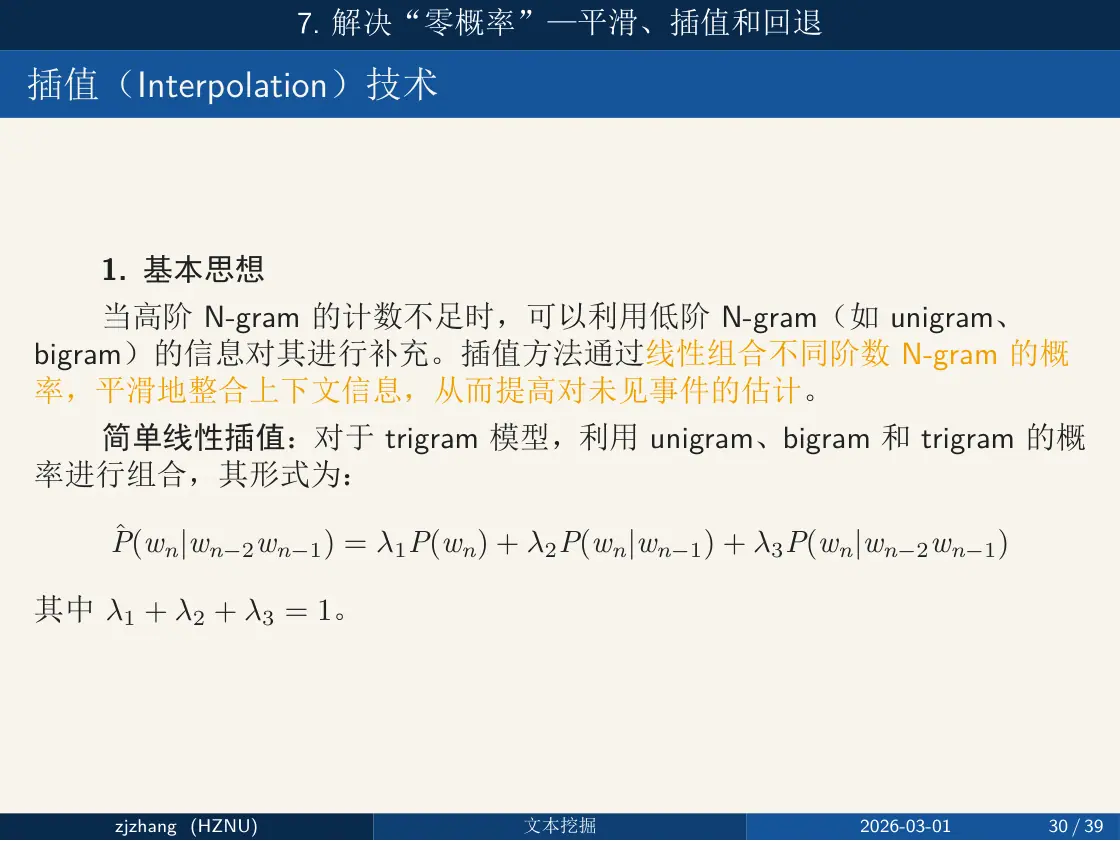 7. 解决“零概率”—平滑、插值和回退
插值（Interpolation）技术
1. 基本思想
当高阶 N-gram 的计数不足时，可以利用低阶 N-gram（如 unigram、
bigram）的信息对其进行补充。插值方法通过线性组合不同阶数 N-gram 的概
率，平滑地整合上下文信息，从而提高对未见事件的估计。
简单线性插值：对于 trigram 模型，利用 unigram、bigram 和 trigram 的概
率进行组合，其形式为：
P̂(wₙ|wₙ₋₂wₙ₋₁) = λ₁P(wₙ) + λ₂P(wₙ|wₙ₋₁) + λ₃P(wₙ|wₙ₋₂wₙ₋₁)
其中 λ₁ + λ₂ + λ₃ = 1。
zjzhang (HZNU) 文本挖掘 2026-03-01 30 / 39